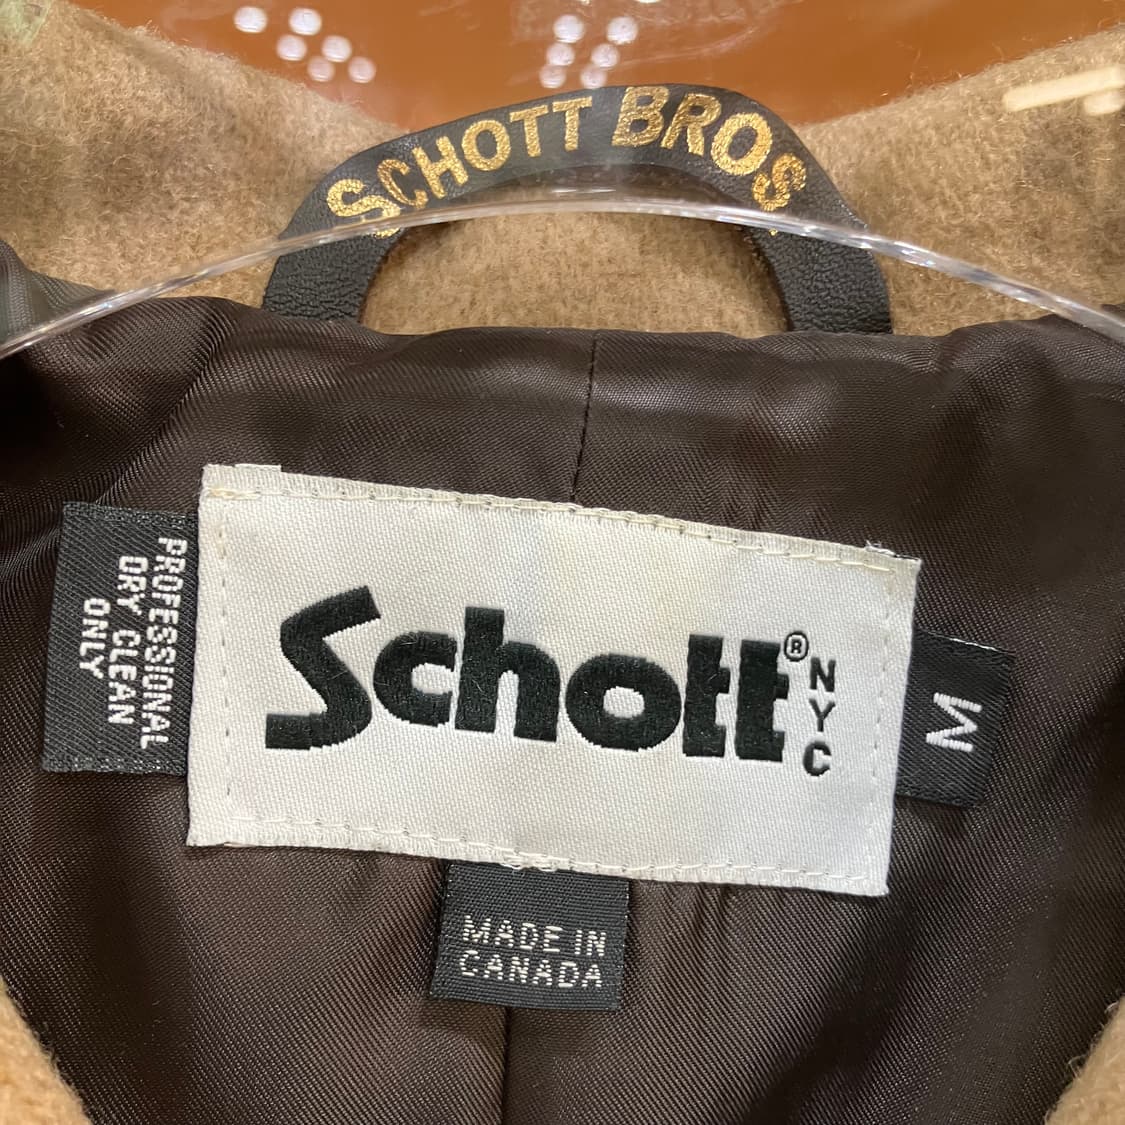 SCHOTT BROS
Schott®
NYC
PROFESSIONAL
DRY CLEAN
ONLY
M
MADE IN
CANADA